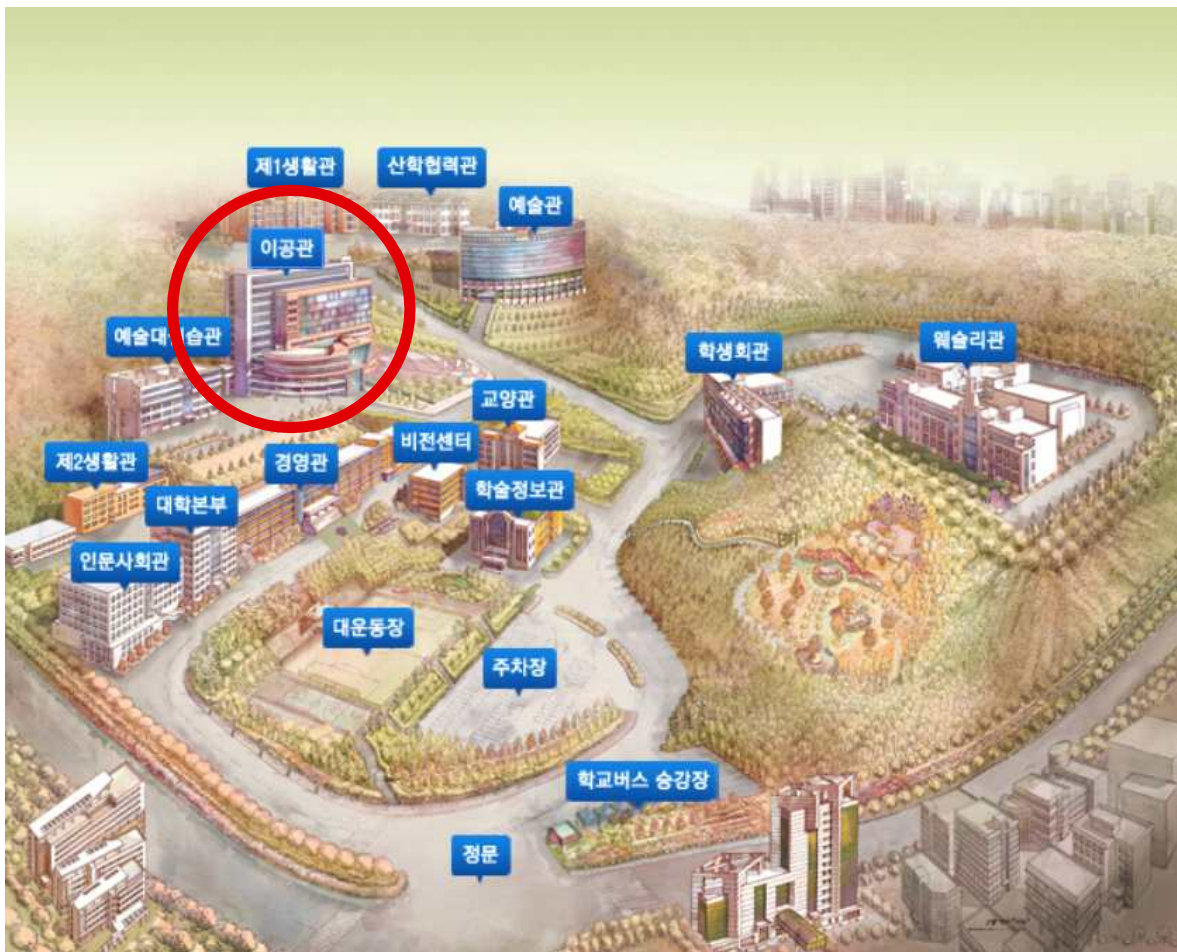 제1생활관
산학협력관
예술관
이공관
예술대
습관
학생회관
웨슬리관
교양관
비전센터
제2생활관
경영관
학술정보관
대학본부
인문사회관
대운동장
주차장
학교버스 승감장
정문